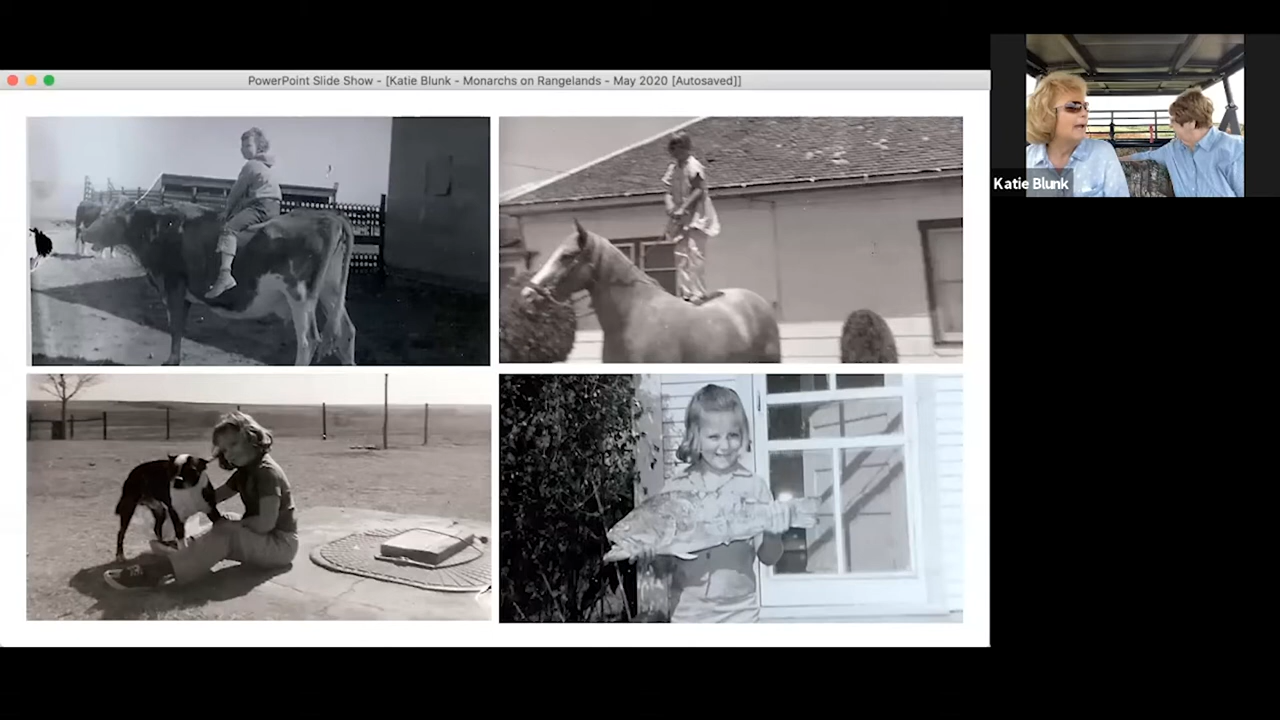 PowerPoint Slide Show - [Katie Blunk - Monarchs on Rangelands - May 2020 [Autosaved]]
Katie Blunk